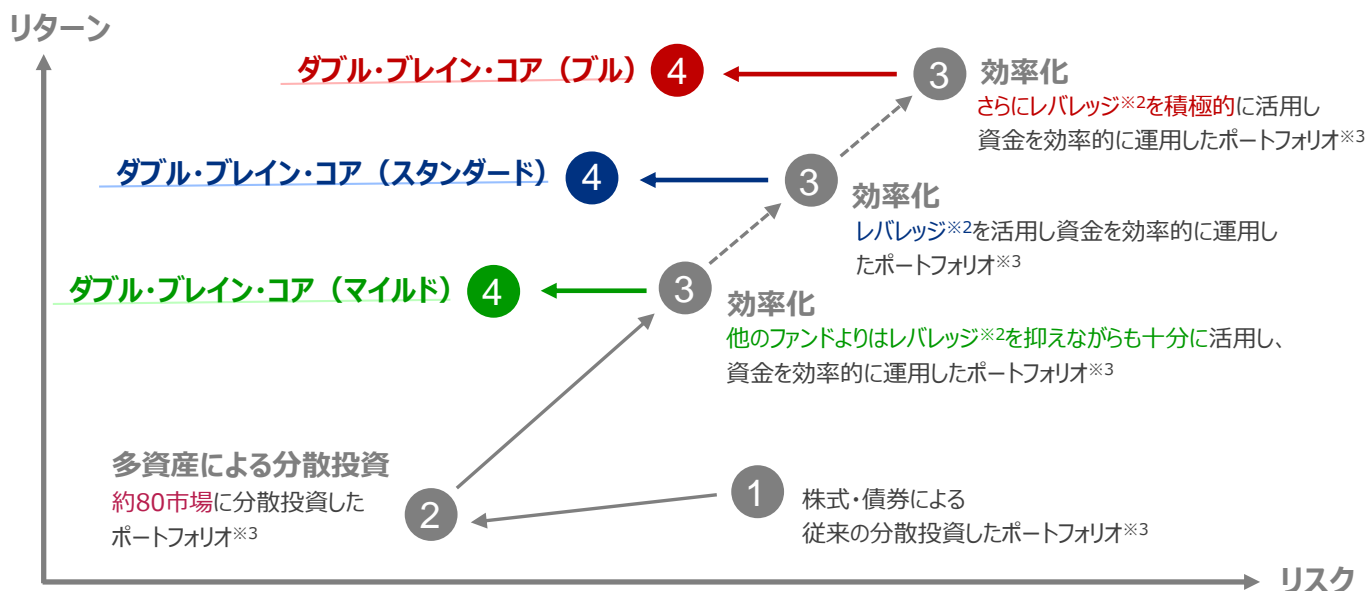 リターン
ダブル・ブレイン・コア（ブル）
4
3
効率化
さらにレバレッジ※2を積極的に活用し
資金を効率的に運用したポートフォリオ※3
ダブル・ブレイン・コア（スタンダード）
4
3
効率化
レバレッジ※2を活用し資金を効率的に運用し
たポートフォリオ※3
ダブル・ブレイン・コア（マイルド）
4
3
効率化
他のファンドよりはレバレッジ※2を抑えながらも十分に活用し、
資金を効率的に運用したポートフォリオ※3
多資産による分散投資
約80市場に分散投資した
ポートフォリオ※3
2
1
株式・債券による
従来の分散投資したポートフォリオ※3
リスク